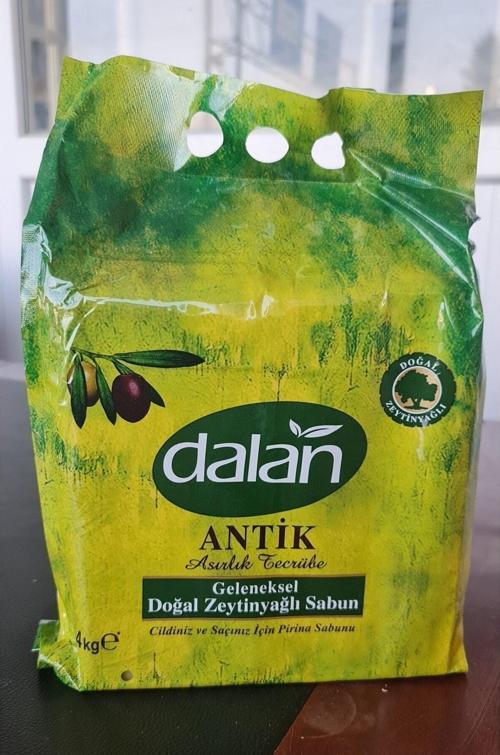 DOĞAL
ZEYTİNYAĞLI
dalan
ANTİK
Asırlık Tecrübe
Geleneksel
Doğal Zeytinyağlı Sabun
Cildiniz ve Saçınız İçin Pirina Sabunu
4kg℮*